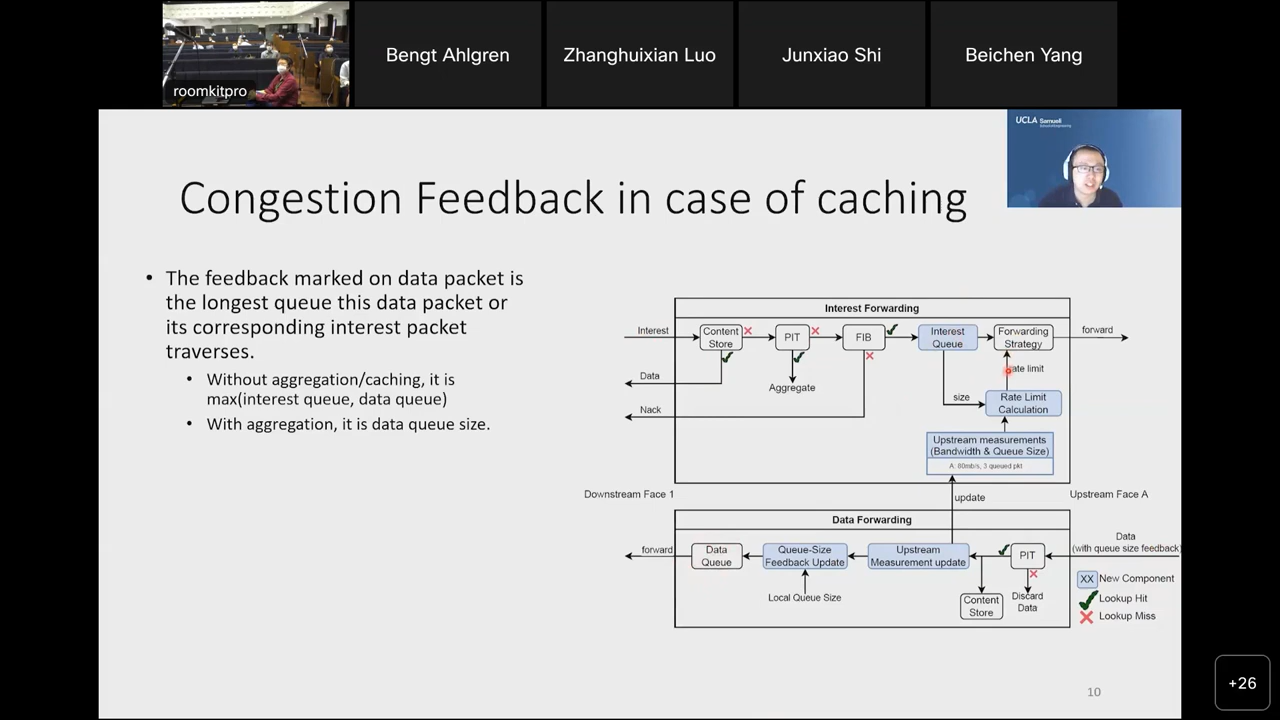 roomkitpro
Bengt Ahlgren
Zhanghuixian Luo
Junxiao Shi
Beichen Yang
UCLA Samueli
Congestion Feedback in case of caching
• The feedback marked on data packet is
the longest queue this data packet or
its corresponding interest packet
traverses.
• Without aggregation/caching, it is
max(interest queue, data queue)
• With aggregation, it is data queue size.
Interest Forwarding
Interest
Content
Store
PIT
FIB
Interest
Queue
Forwarding
Strategy
forward
Data
Aggregate
rate limit
Nack
size
Rate Limit
Calculation
Upstream measurements
(Bandwidth & Queue Size)
A: 80mb/s, 3 queued pkt
Downstream Face 1
update
Upstream Face A
Data Forwarding
forward
Data
Queue
Queue-Size
Feedback Update
Upstream
Measurement update
PIT
Data
(with queue size feedback)
Local Queue Size
Content
Store
Discard
Data
XX New Component
Lookup Hit
Lookup Miss
10
+26